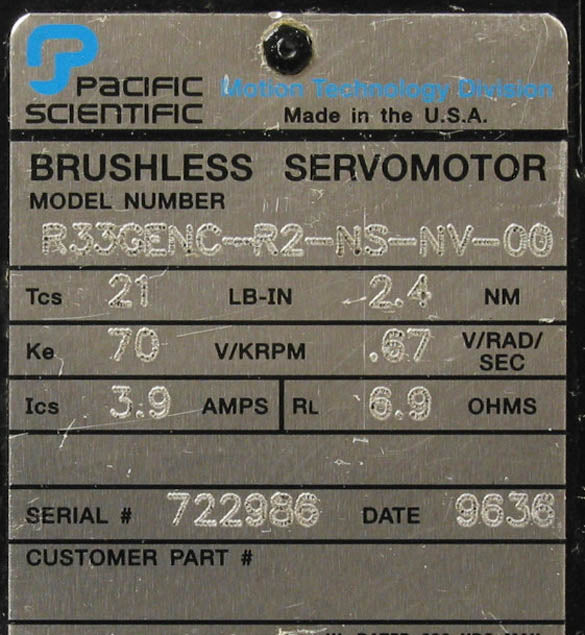 PACIFIC
SCIENTIFIC
Motion Technology Division
Made in the U.S.A.
BRUSHLESS SERVOMOTOR
MODEL NUMBER
R33GENC-R2-NS-NV-00
Tcs 21 LB-IN 2.4 NM
Ke 70 V/KRPM .67 V/RAD/
SEC
Ics 3.9 AMPS RL 6.9 OHMS
SERIAL # 722986 DATE 9636
CUSTOMER PART #